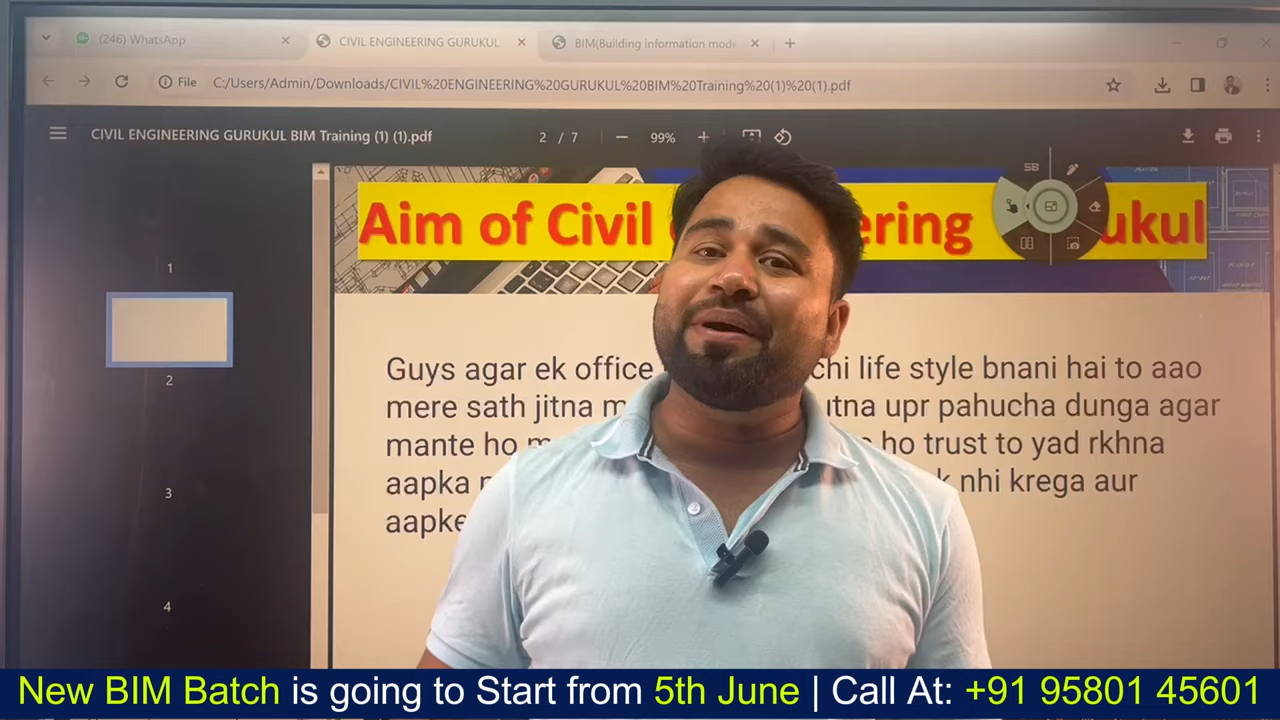 (246) WhatsApp
CIVIL ENGINEERING GURUKUL
BIM(Building information mode
File C:/Users/Admin/Downloads/CIVIL%20ENGINEERING%20GURUKUL%20BIM%20Training%20(1)%20(1).pdf
CIVIL ENGINEERING GURUKUL BIM Training (1) (1).pdf
2 / 7
99%
SB
Aim of Civil ering ukul
1
2
3
4
Guys agar ek office chi life style bnani hai to aao
mere sath jitna utna upr pahucha dunga agar
mante ho ho trust to yad rkhna
aapka nhi krega aur
aapke
New BIM Batch is going to Start from 5th June | Call At: +91 95801 45601